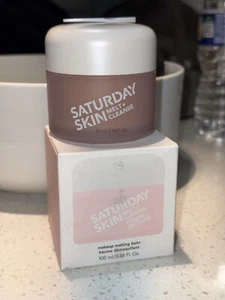 SATURDAY
SKIN MELT +
CLEANSE
SATURDAY
SKIN
makeup melting balm
baume démaquillant
100 ml/3.38 Fl. Oz.